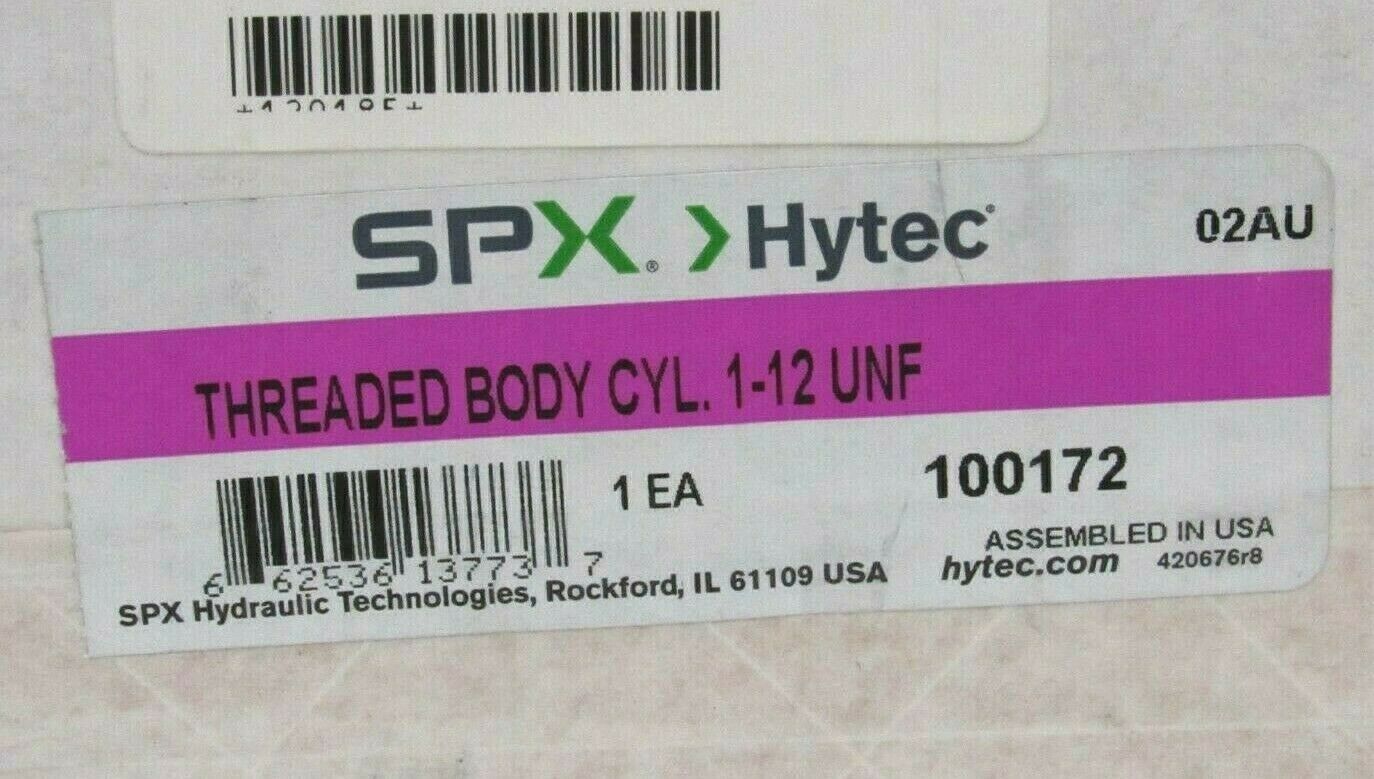 SPX® Hytec®
02AU
THREADED BODY CYL. 1-12 UNF
1 EA
100172
6 62536 13773 7
ASSEMBLED IN USA
hytec.com 420676r8
SPX Hydraulic Technologies, Rockford, IL 61109 USA